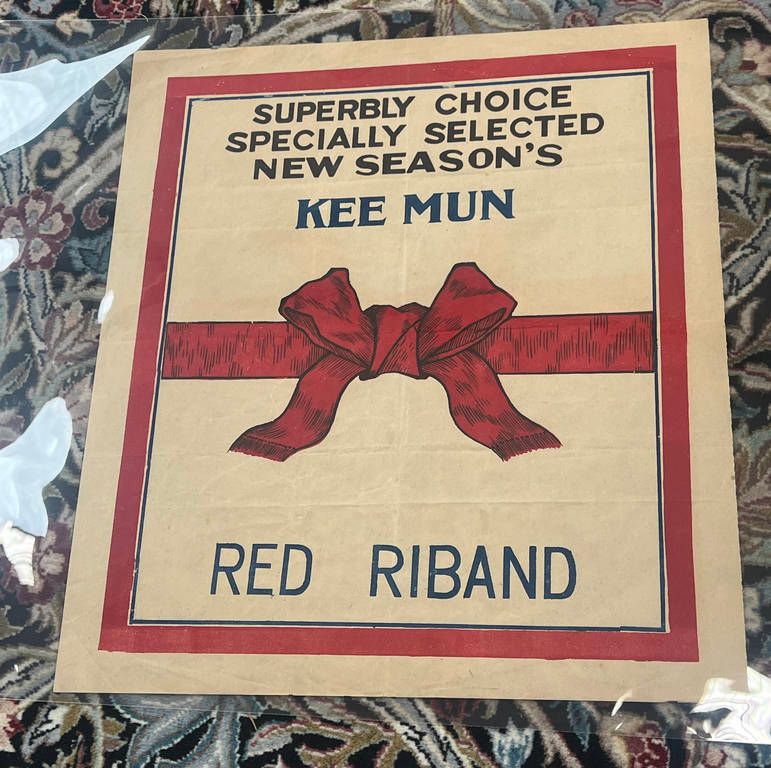 SUPERBLY CHOICE
SPECIALLY SELECTED
NEW SEASON'S
KEE MUN
RED RIBAND